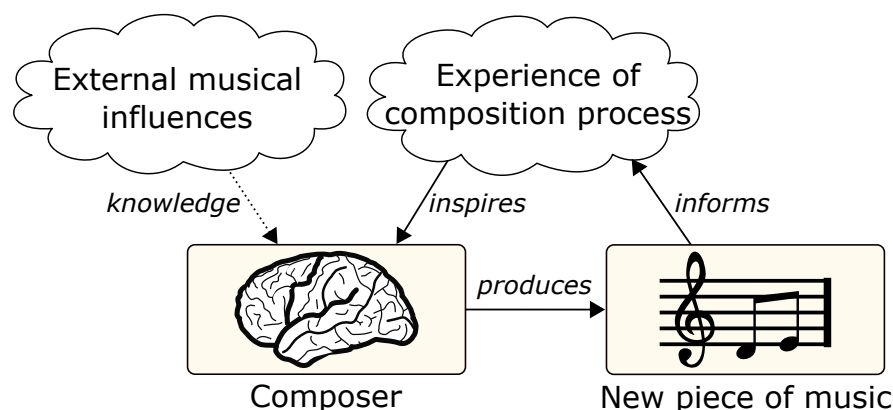 External musical
influences
Experience of
composition process
knowledge
inspires
informs
produces
Composer
New piece of music